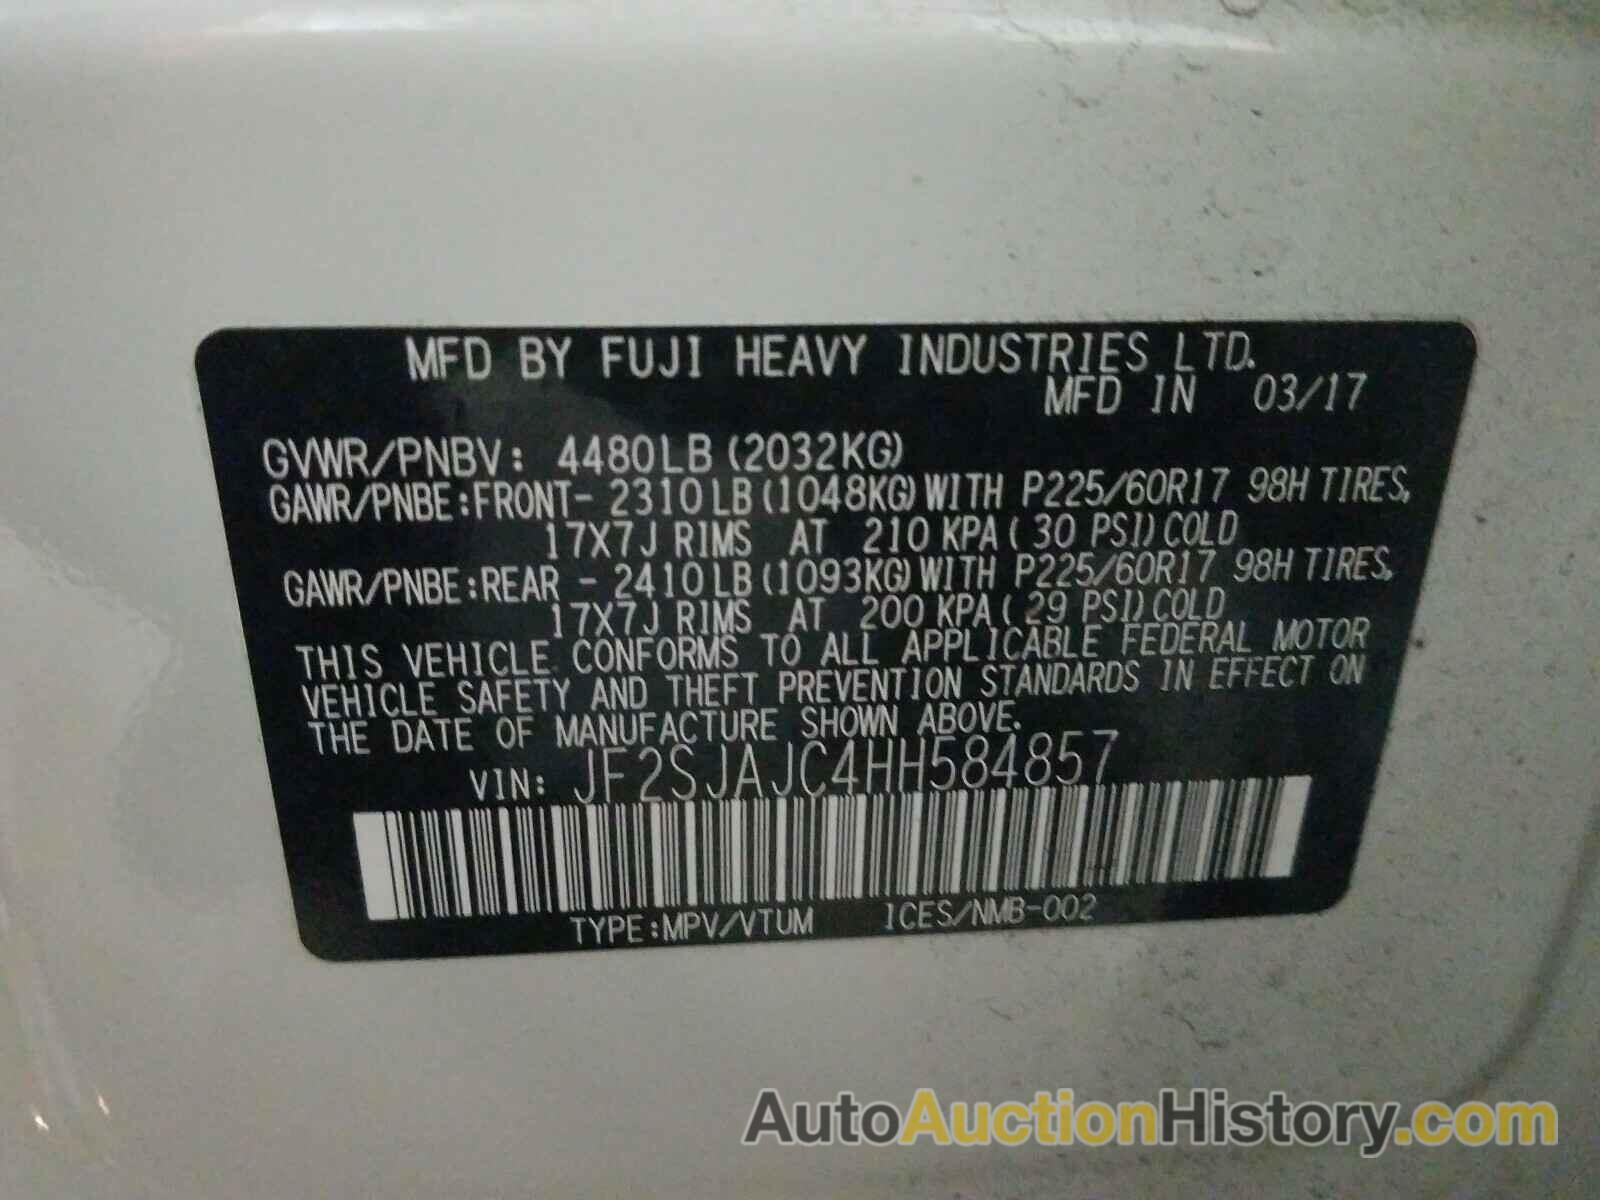 MFD BY FUJI HEAVY INDUSTRIES LTD.
MFD IN 03/17
GVWR/PNBV: 4480LB (2032KG)
GAWR/PNBE:FRONT- 2310LB(1048KG)WITH P225/60R17 98H TIRES,
17X7J RIMS AT 210 KPA( 30 PSI)COLD
GAWR/PNBE:REAR - 2410LB(1093KG)WITH P225/60R17 98H TIRES,
17X7J RIMS AT 200 KPA( 29 PSI)COLD
THIS VEHICLE CONFORMS TO ALL APPLICABLE FEDERAL MOTOR
VEHICLE SAFETY AND THEFT PREVENTION STANDARDS IN EFFECT ON
THE DATE OF MANUFACTURE SHOWN ABOVE.
VIN: JF2SJAJC4HH584857
TYPE:MPV/VTUM ICES/NMB-002
AutoAuctionHistory.com